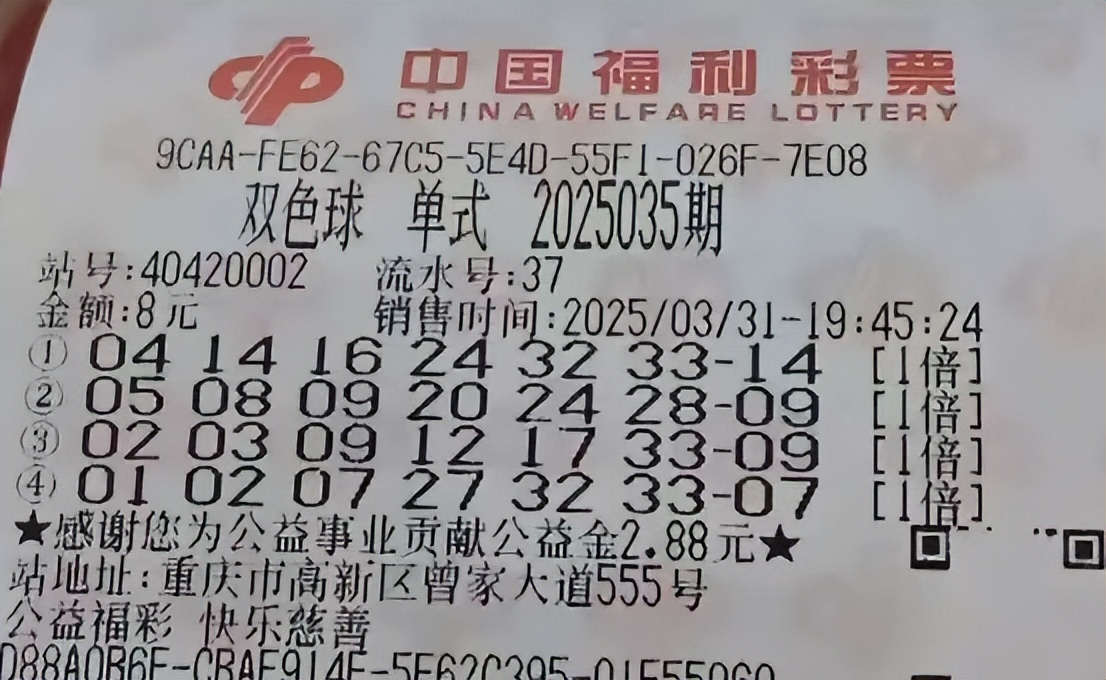 中国福利彩票
CHINA WELFARE LOTTERY
9CAA-FE62-67C5-5E4D-55F1-026F-7E08
双色球 单式 2025035期
站号:40420002 流水号:37
金额:8元 销售时间:2025/03/31-19:45:24
① 04 14 16 24 32 33-14 [1倍]
② 05 08 09 20 24 28-09 [1倍]
③ 02 03 09 12 17 33-09 [1倍]
④ 01 02 07 27 32 33-07 [1倍]
★感谢您为公益事业贡献公益金2.88元★
站地址:重庆市高新区曾家大道555号
公益福彩 快乐慈善